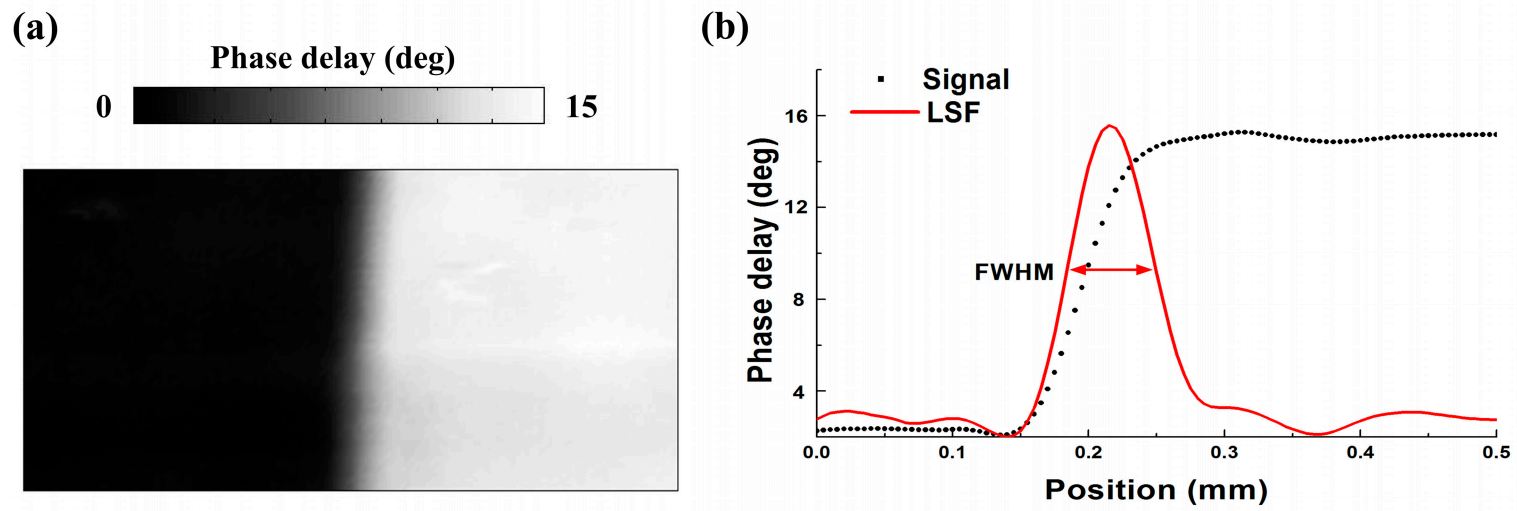 (a)
Phase delay (deg)
0
15
(b)
Signal
LSF
FWHM
Phase delay (deg)
16
12
8
4
0.0 0.1 0.2 0.3 0.4 0.5
Position (mm)